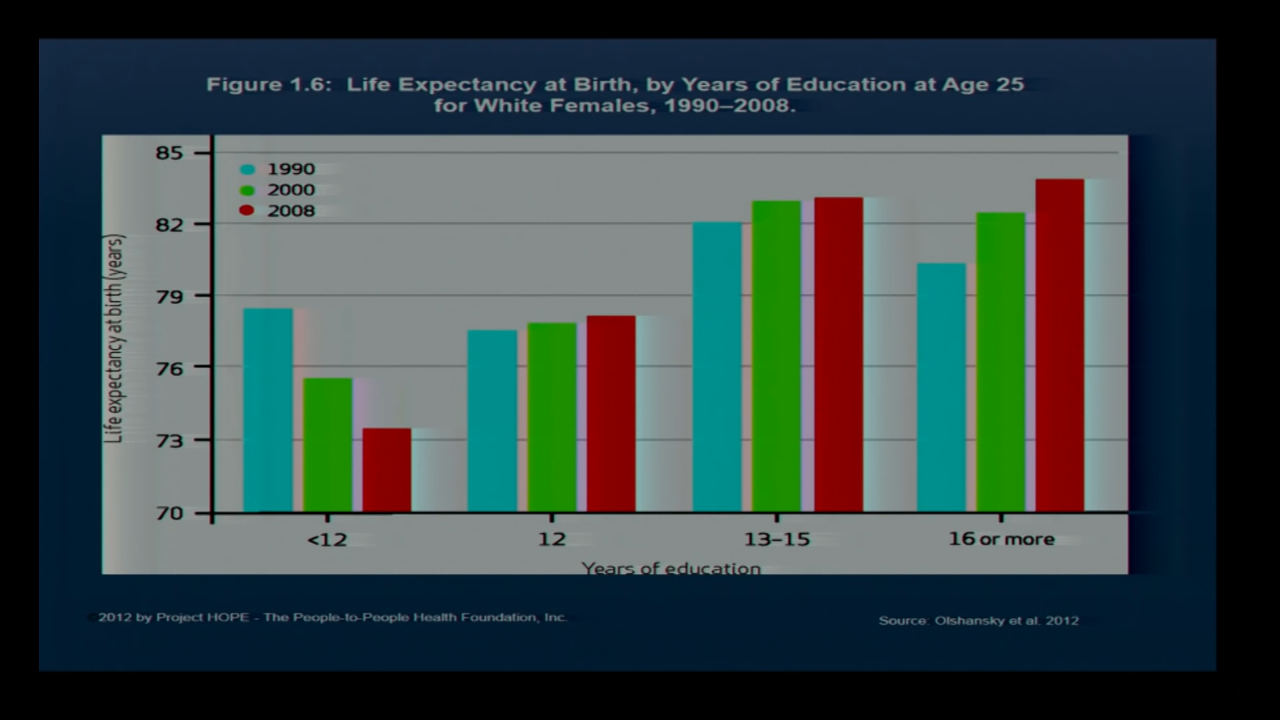 Figure 1.6: Life Expectancy at Birth, by Years of Education at Age 25
for White Females, 1990–2008.
85
82
79
76
73
70
1990
2000
2008
Life expectancy at birth (years)
<12
12
13–15
16 or more
Years of education
©2012 by Project HOPE - The People-to-People Health Foundation, Inc.
Source: Olshansky et al. 2012